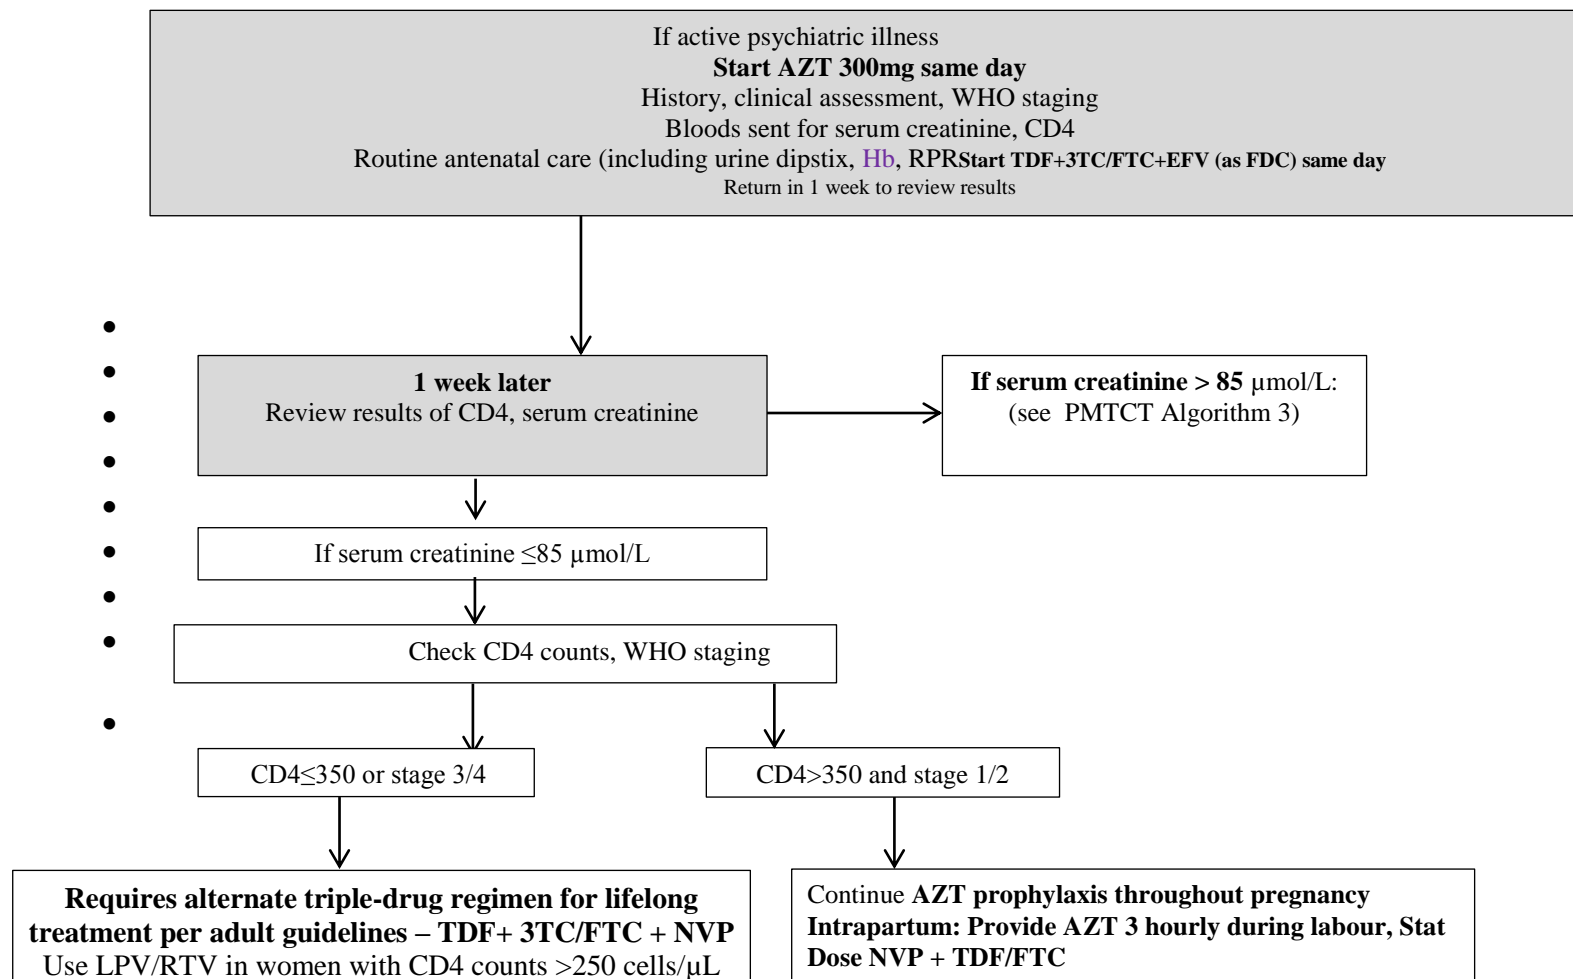 If active psychiatric illness
Start AZT 300mg same day
History, clinical assessment, WHO staging
Bloods sent for serum creatinine, CD4
Routine antenatal care (including urine dipstix, Hb, RPRStart TDF+3TC/FTC+EFV (as FDC) same day
Return in 1 week to review results
1 week later
Review results of CD4, serum creatinine
If serum creatinine > 85 µmol/L:
(see PMTCT Algorithm 3)
If serum creatinine ≤85 µmol/L
Check CD4 counts, WHO staging
CD4≤350 or stage 3/4
CD4>350 and stage 1/2
Requires alternate triple-drug regimen for lifelong
treatment per adult guidelines – TDF+ 3TC/FTC + NVP
Use LPV/RTV in women with CD4 counts >250 cells/µL
Continue AZT prophylaxis throughout pregnancy
Intrapartum: Provide AZT 3 hourly during labour, Stat
Dose NVP + TDF/FTC